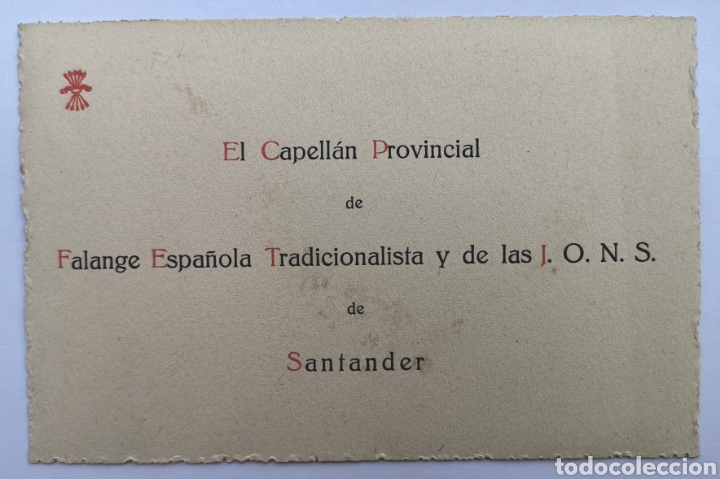 El Capellán Provincial
de
Falange Española Tradicionalista y de las J. O. N. S.
de
Santander
todocoleccion